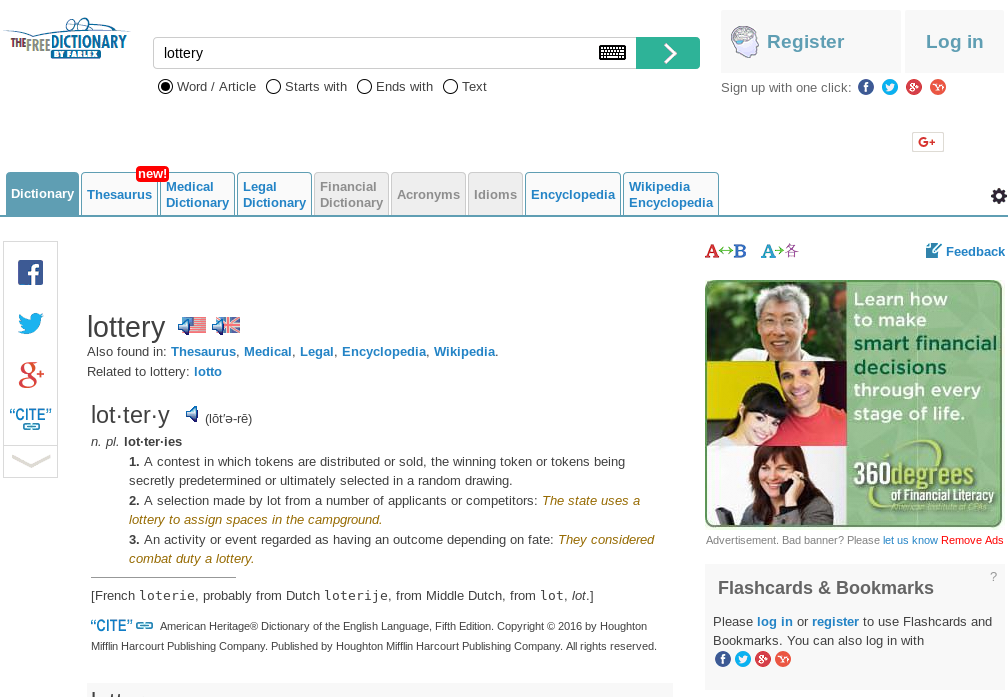 THEFREEDICTIONARY
BY FARLEX
lottery
Word / Article Starts with Ends with Text
Register
Log in
Sign up with one click:
G+
new!
Dictionary
Thesaurus
Medical
Dictionary
Legal
Dictionary
Financial
Dictionary
Acronyms
Idioms
Encyclopedia
Wikipedia
Encyclopedia
“CITE”
lottery
Also found in: Thesaurus, Medical, Legal, Encyclopedia, Wikipedia.
Related to lottery: lotto
lot·ter·y (lŏt′ə-rē)
n. pl. lot·ter·ies
1. A contest in which tokens are distributed or sold, the winning token or tokens being
secretly predetermined or ultimately selected in a random drawing.
2. A selection made by lot from a number of applicants or competitors: The state uses a
lottery to assign spaces in the campground.
3. An activity or event regarded as having an outcome depending on fate: They considered
combat duty a lottery.
[French loterie, probably from Dutch loterije, from Middle Dutch, from lot, lot.]
“CITE” American Heritage® Dictionary of the English Language, Fifth Edition. Copyright © 2016 by Houghton
Mifflin Harcourt Publishing Company. Published by Houghton Mifflin Harcourt Publishing Company. All rights reserved.
A B A 各
Feedback
Learn how
to make
smart financial
decisions
through every
stage of life.
360degrees
of Financial Literacy
American Institute of CPAs
Advertisement. Bad banner? Please let us know Remove Ads
?
Flashcards & Bookmarks
Please log in or register to use Flashcards and
Bookmarks. You can also log in with